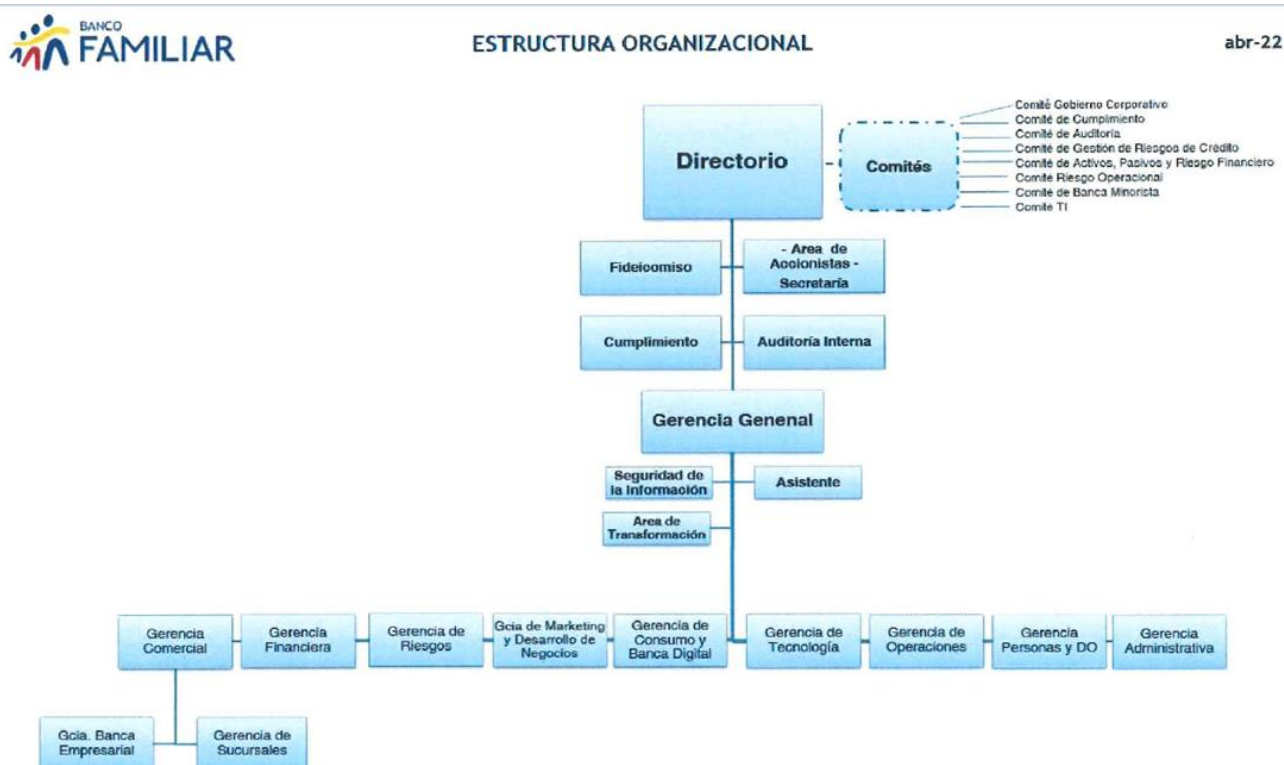 BANCO
FAMILIAR
ESTRUCTURA ORGANIZACIONAL
abr-22
Directorio
Comités
Comité Gobierno Corporativo
Comité de Cumplimiento
Comité de Auditoría
Comité de Gestión de Riesgos de Crédito
Comité de Activos, Pasivos y Riesgo Financiero
Comite Riesgo Operacional
Comité de Banca Minorista
Comité TI
Fideicomiso
- Area de
Accionistas -
Secretaría
Cumplimiento
Auditoría Interna
Gerencia Genenal
Seguridad de
la Información
Asistente
Area de
Transformación
Gerencia
Comercial
Gerencia
Financiera
Gerencia de
Riesgos
Gcia de Marketing
y Desarrollo de
Negocios
Gerencia de
Consumo y
Banca Digital
Gerencia de
Tecnología
Gerencia de
Operaciones
Gerencia
Personas y DO
Gerencia
Administrativa
Gcia. Banca
Empresarial
Gerencia de
Sucursales